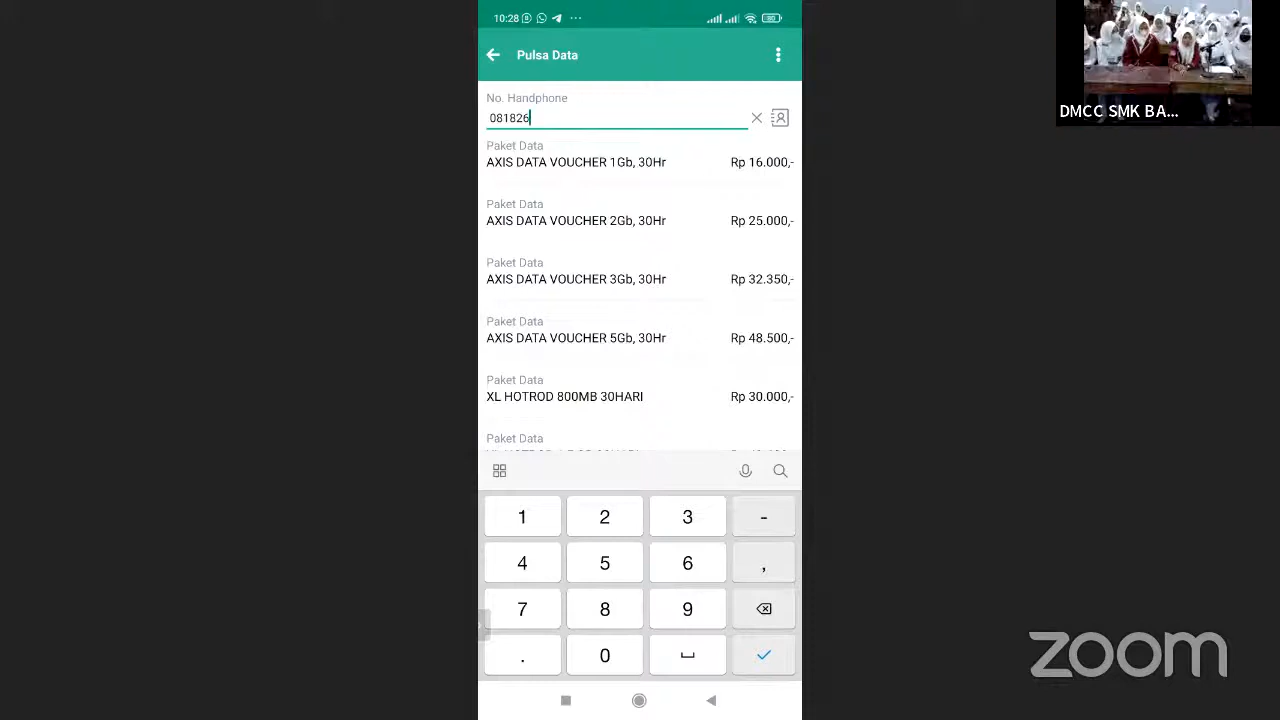 10:28
Pulsa Data
No. Handphone
081826
Paket Data
AXIS DATA VOUCHER 1Gb, 30Hr Rp 16.000,-
Paket Data
AXIS DATA VOUCHER 2Gb, 30Hr Rp 25.000,-
Paket Data
AXIS DATA VOUCHER 3Gb, 30Hr Rp 32.350,-
Paket Data
AXIS DATA VOUCHER 5Gb, 30Hr Rp 48.500,-
Paket Data
XL HOTROD 800MB 30HARI Rp 30.000,-
Paket Data
1 2 3 -
4 5 6 ,
7 8 9
. 0
DMCC SMK BA...
zoom